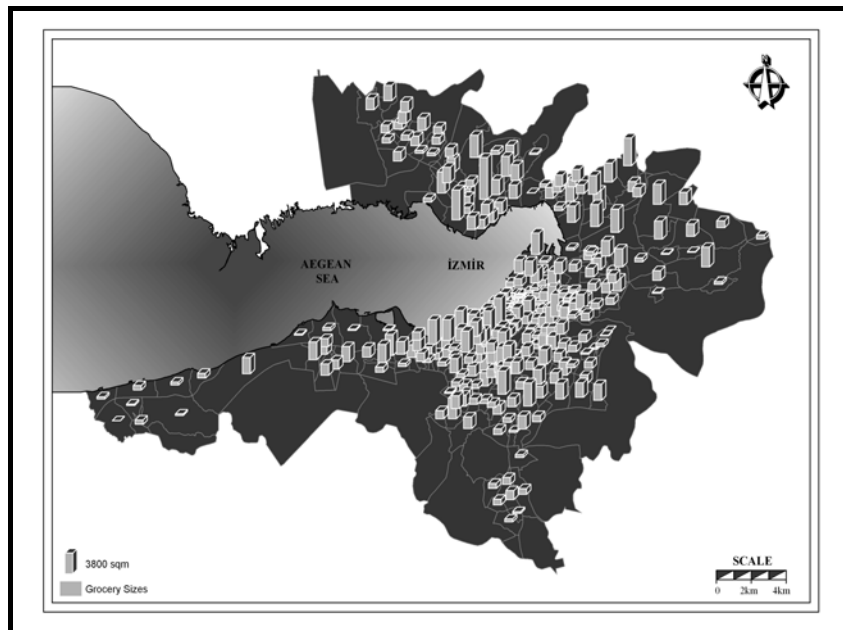 AEGEAN
SEA
İZMİR
3800 sqm
Grocery Sizes
SCALE
0 2km 4km